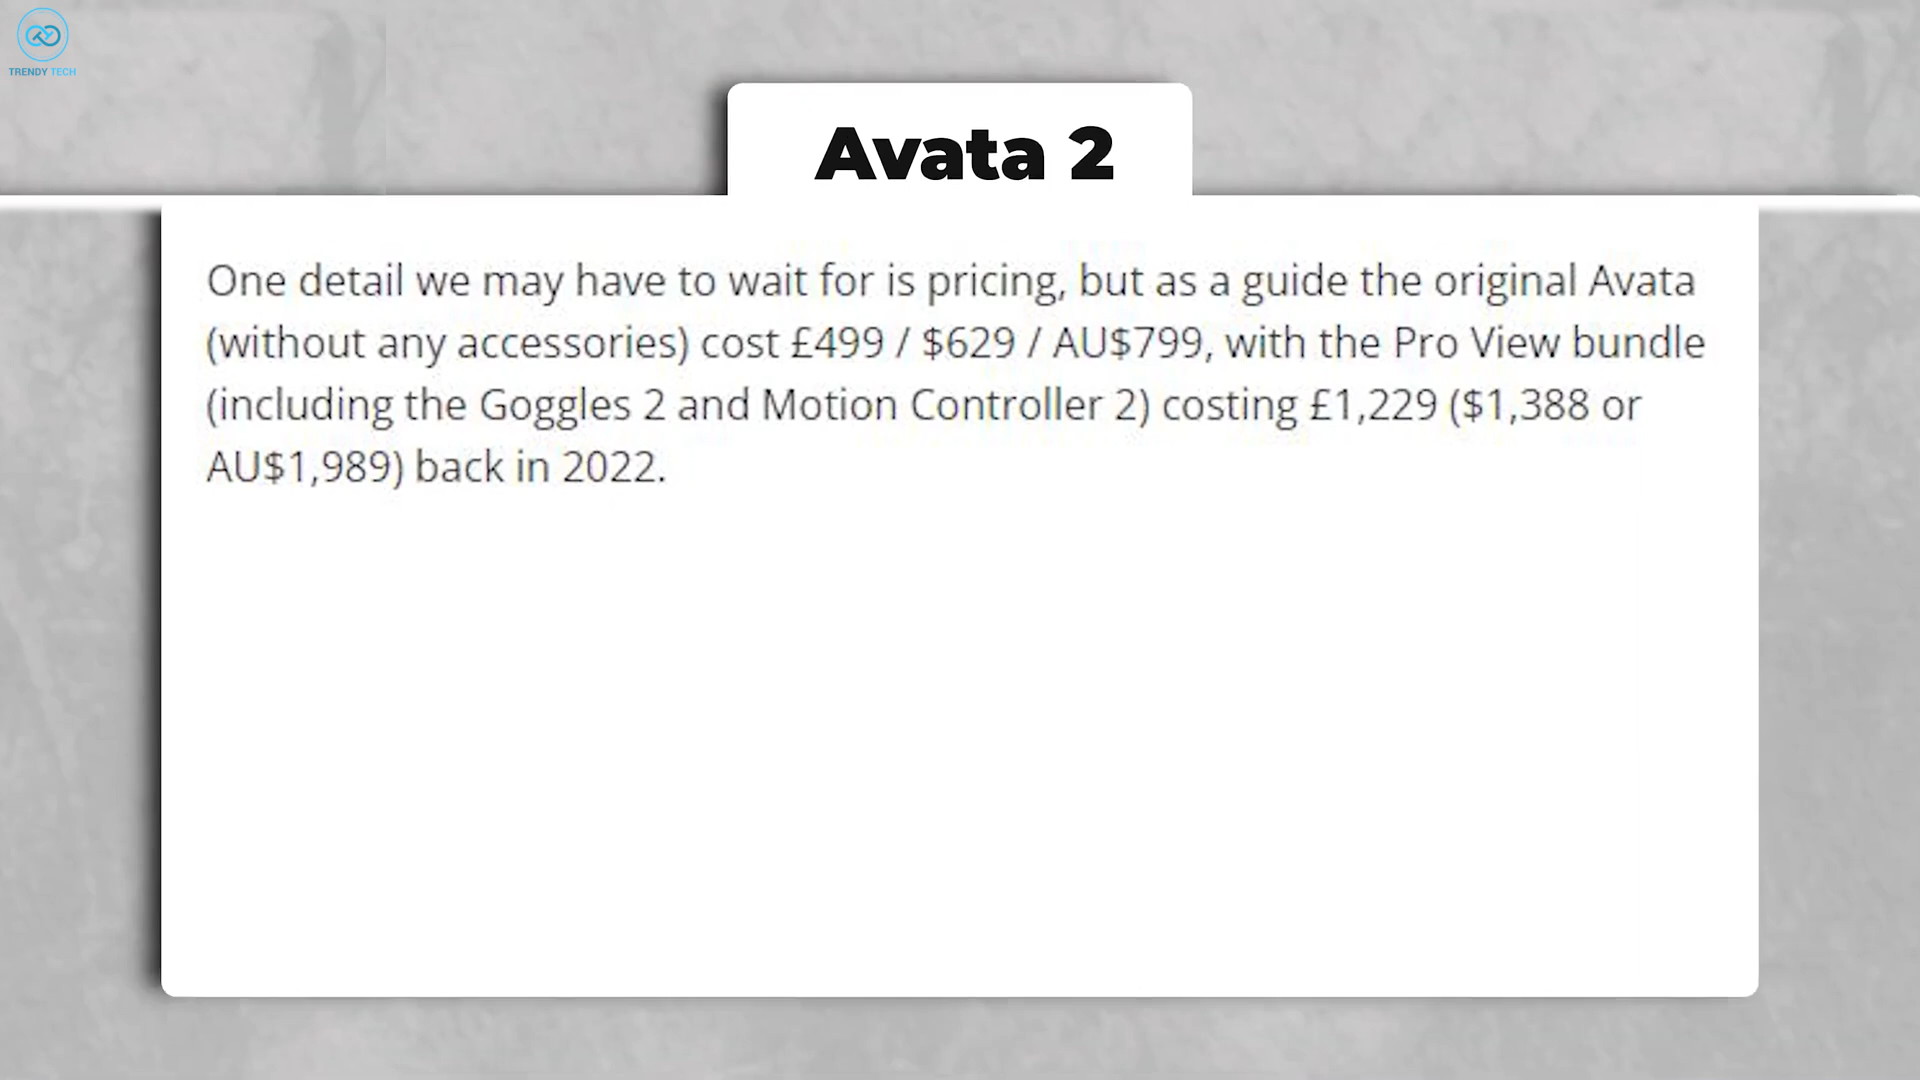 TRENDY TECH
Avata 2
One detail we may have to wait for is pricing, but as a guide the original Avata
(without any accessories) cost £499 / $629 / AU$799, with the Pro View bundle
(including the Goggles 2 and Motion Controller 2) costing £1,229 ($1,388 or
AU$1,989) back in 2022.